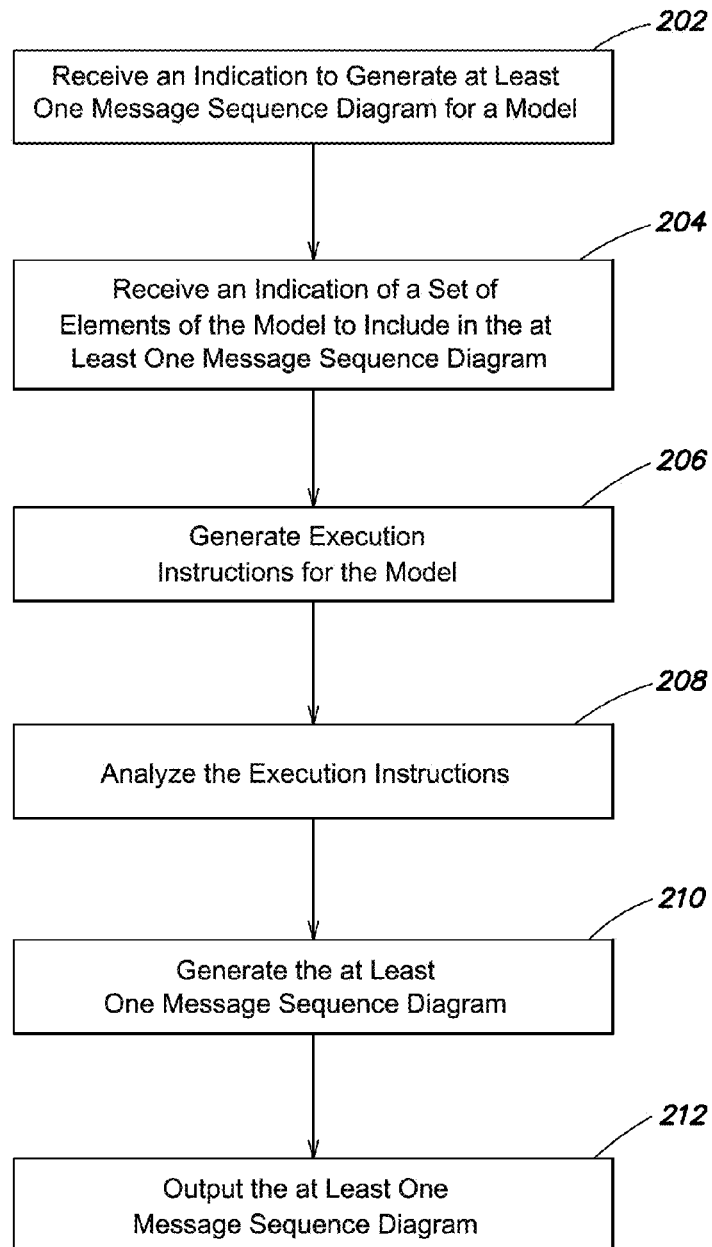 202
Receive an Indication to Generate at Least
One Message Sequence Diagram for a Model
204
Receive an Indication of a Set of
Elements of the Model to Include in the at
Least One Message Sequence Diagram
206
Generate Execution
Instructions for the Model
208
Analyze the Execution Instructions
210
Generate the at Least
One Message Sequence Diagram
212
Output the at Least One
Message Sequence Diagram